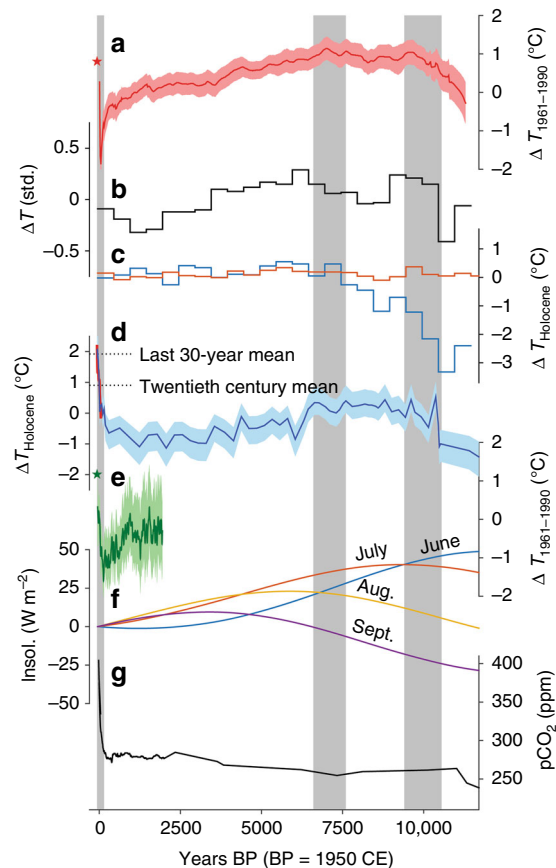 a
2
1
0
−1
−2
Δ T1961–1990 (°C)
0.5
0
−0.5
Δ T (std.)
b
c
1
0
−1
−2
−3
ΔTHolocene (°C)
d
2
1
0
−1
−2
ΔTHolocene (°C)
Last 30-year mean
Twentieth century mean
e
2
1
0
−1
−2
Δ T1961–1990 (°C)
50
25
0
−25
−50
Insol. (W m−2)
f
July
June
Aug.
Sept.
g
400
350
300
250
pCO2 (ppm)
0
2500
5000
7500
10,000
Years BP (BP = 1950 CE)